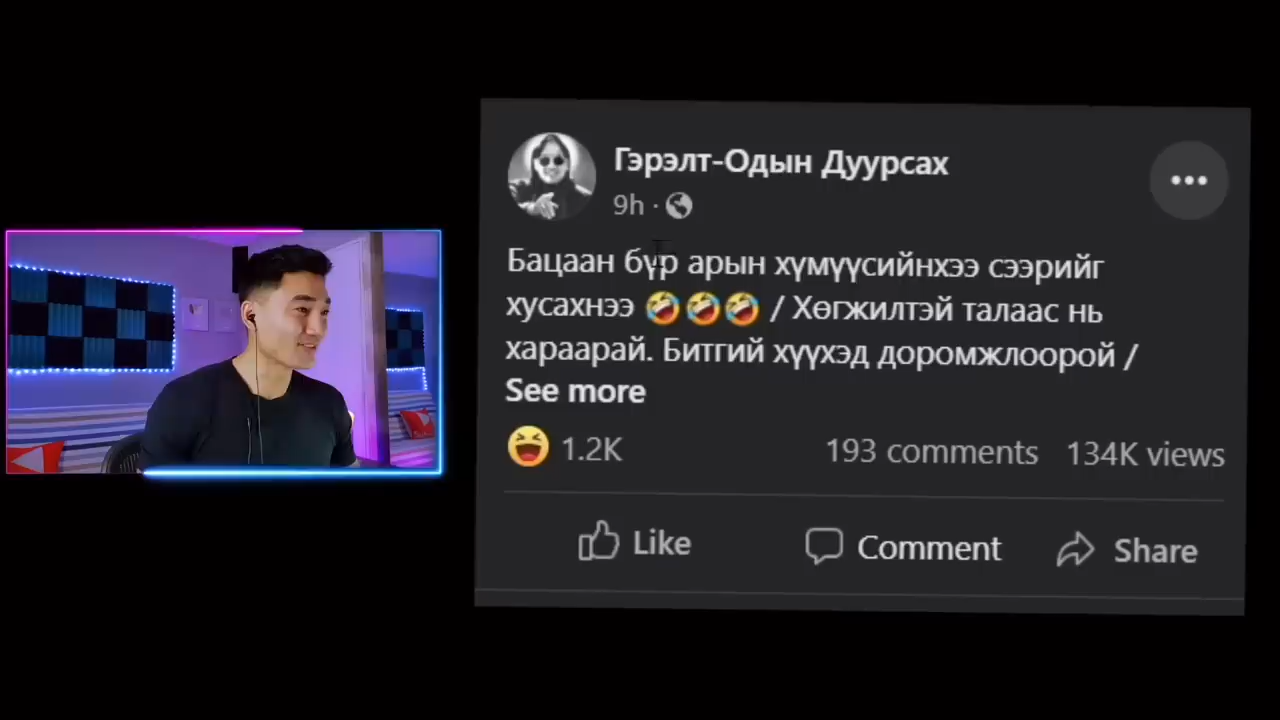 Гэрэлт-Одын Дуурсах
9h ·
Бацаан бүр арын хүмүүсийнхээ сээрийг
хусахнээ 🤣🤣🤣 / Хөгжилтэй талаас нь
хараарай. Битгий хүүхэд доромжлоорой /
See more
1.2K 193 comments 134K views
Like Comment Share